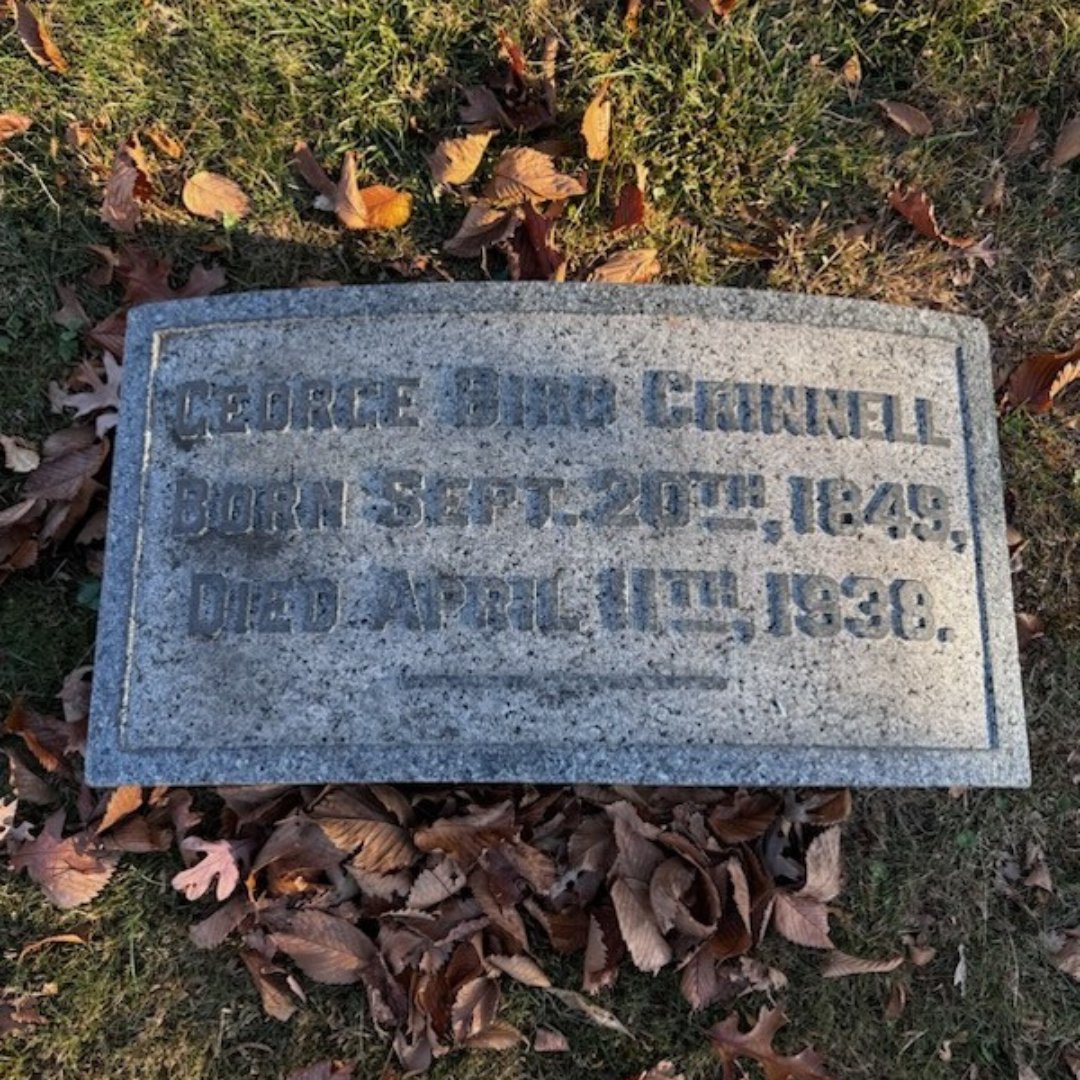 GEORGE BIRD GRINNELL
BORN SEPT. 20TH, 1849,
DIED APRIL 11TH, 1938.